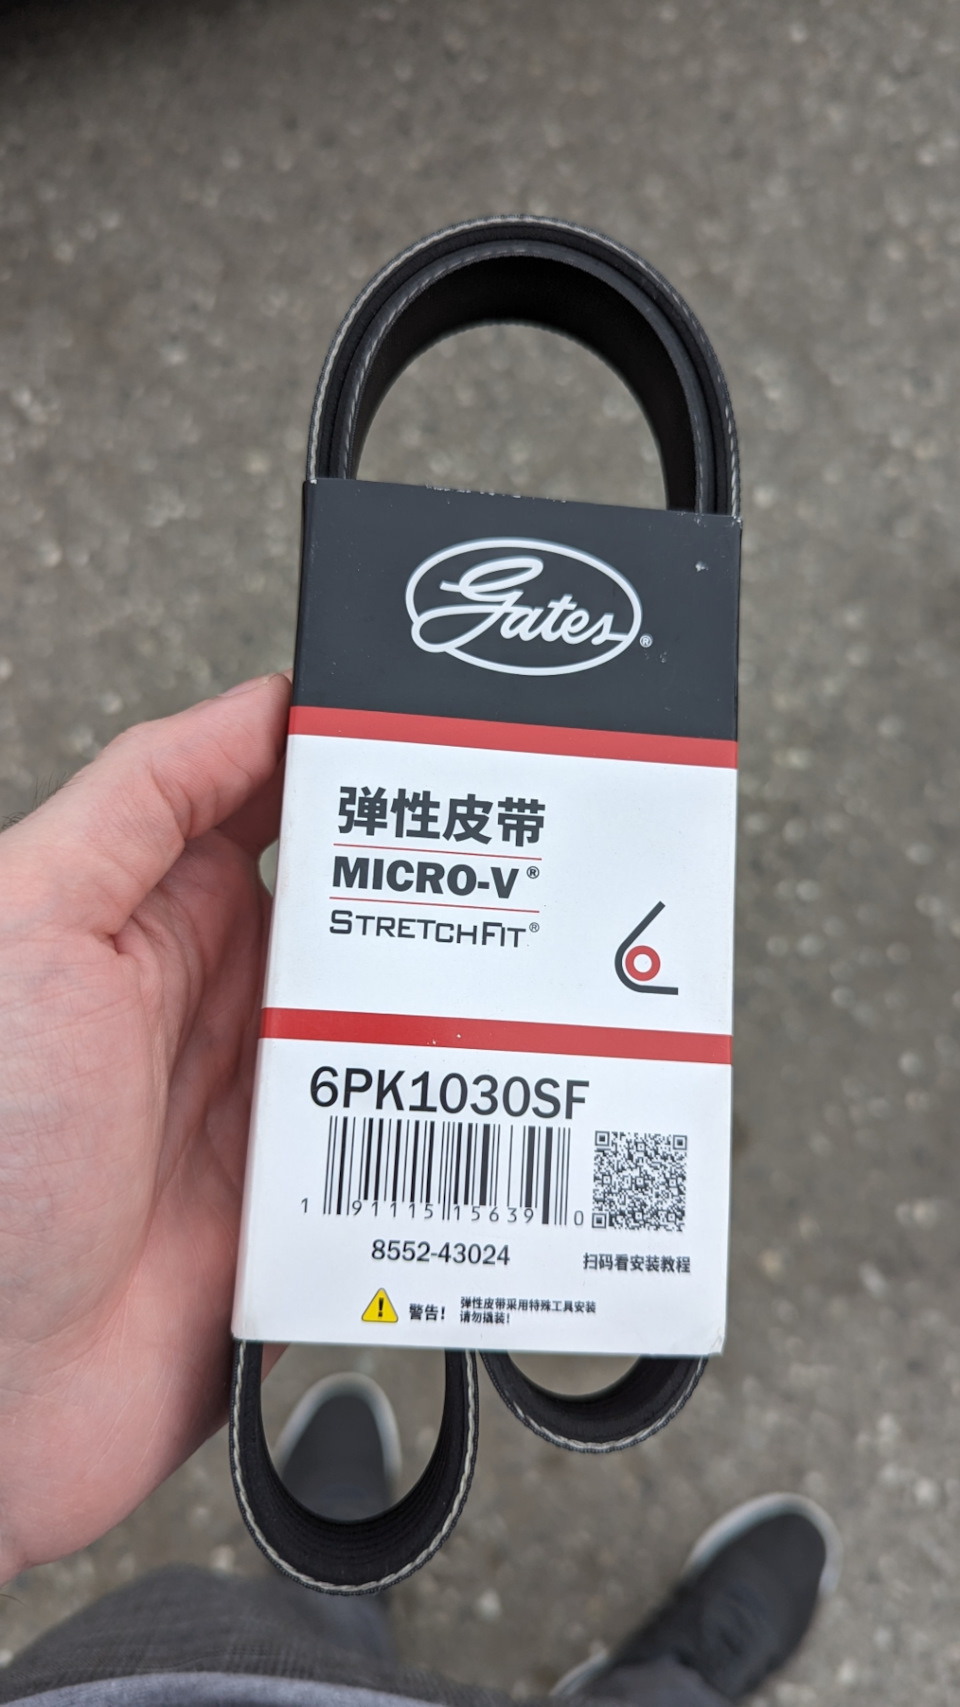 Gates®
弹性皮带
MICRO-V®
STRETCHFIT®
6PK1030SF
1 91115 15639 0
8552-43024
扫码看安装教程
警告!
弹性皮带采用特殊工具安装
请勿撬装!